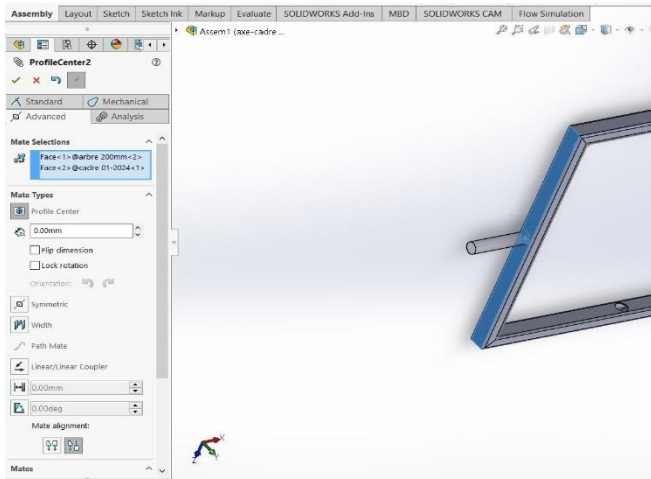 Assembly Layout Sketch Sketch Ink Markup Evaluate SOLIDWORKS Add-Ins MBD SOLIDWORKS CAM Flow Simulation
Assem1 (axe-cadre ...
ProfileCenter2
Standard Mechanical
Advanced Analysis
Mate Selections
Face<1>@arbre 200mm<2>
Face<2>@cadre 01-2024<1>
Mate Types
Profile Center
0.00mm
Flip dimension
Lock rotation
Orientation:
Symmetric
Width
Path Mate
Linear/Linear Coupler
0.00mm
0.00deg
Mate alignment:
Mates
X
Y
Z